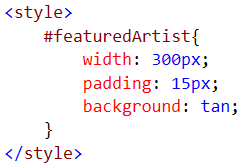 <style>
#featuredArtist{
width: 300px;
padding: 15px;
background: tan;
}
</style>